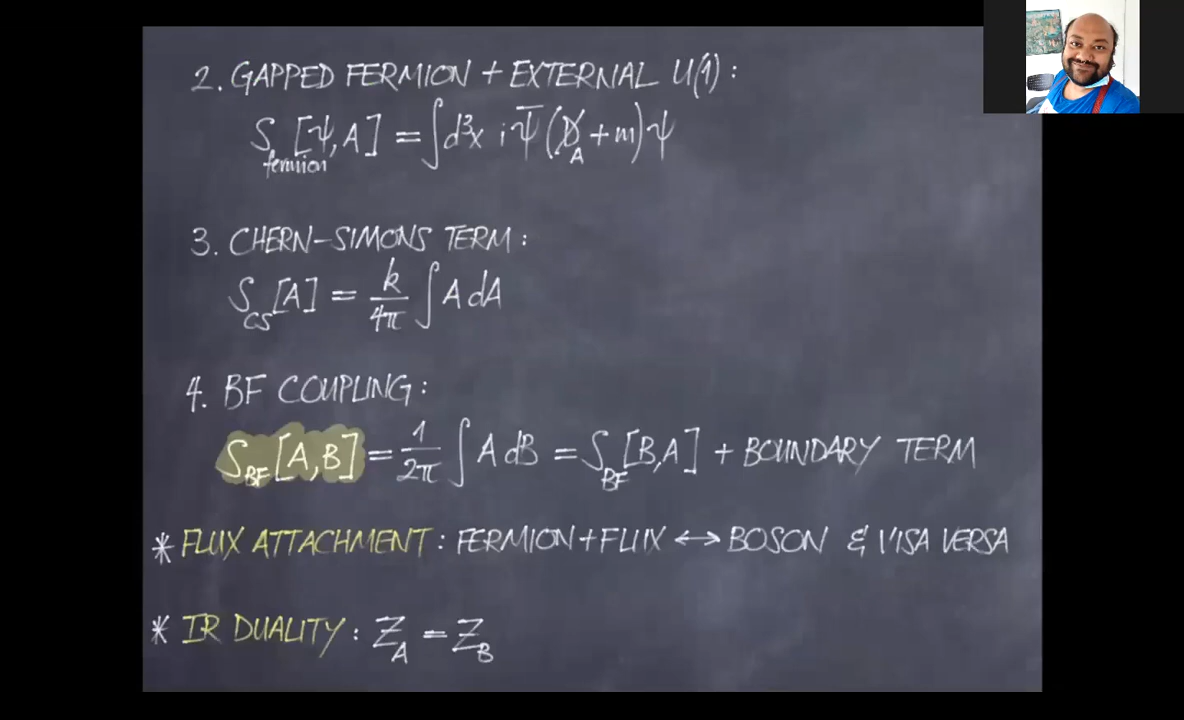 2. GAPPED FERMION + EXTERNAL U(1) :
S_fermion [ψ, A] = ∫ d³x i ψ̄ (D̸_A + m) ψ
3. CHERN-SIMONS TERM :
S_CS [A] = k/4π ∫ A dA
4. BF COUPLING :
S_BF [A, B] = 1/2π ∫ A dB = S_BF [B, A] + BOUNDARY TERM
* FLUX ATTACHMENT : FERMION + FLUX ↔ BOSON & VISA VERSA
* IR DUALITY : Z_A = Z_B